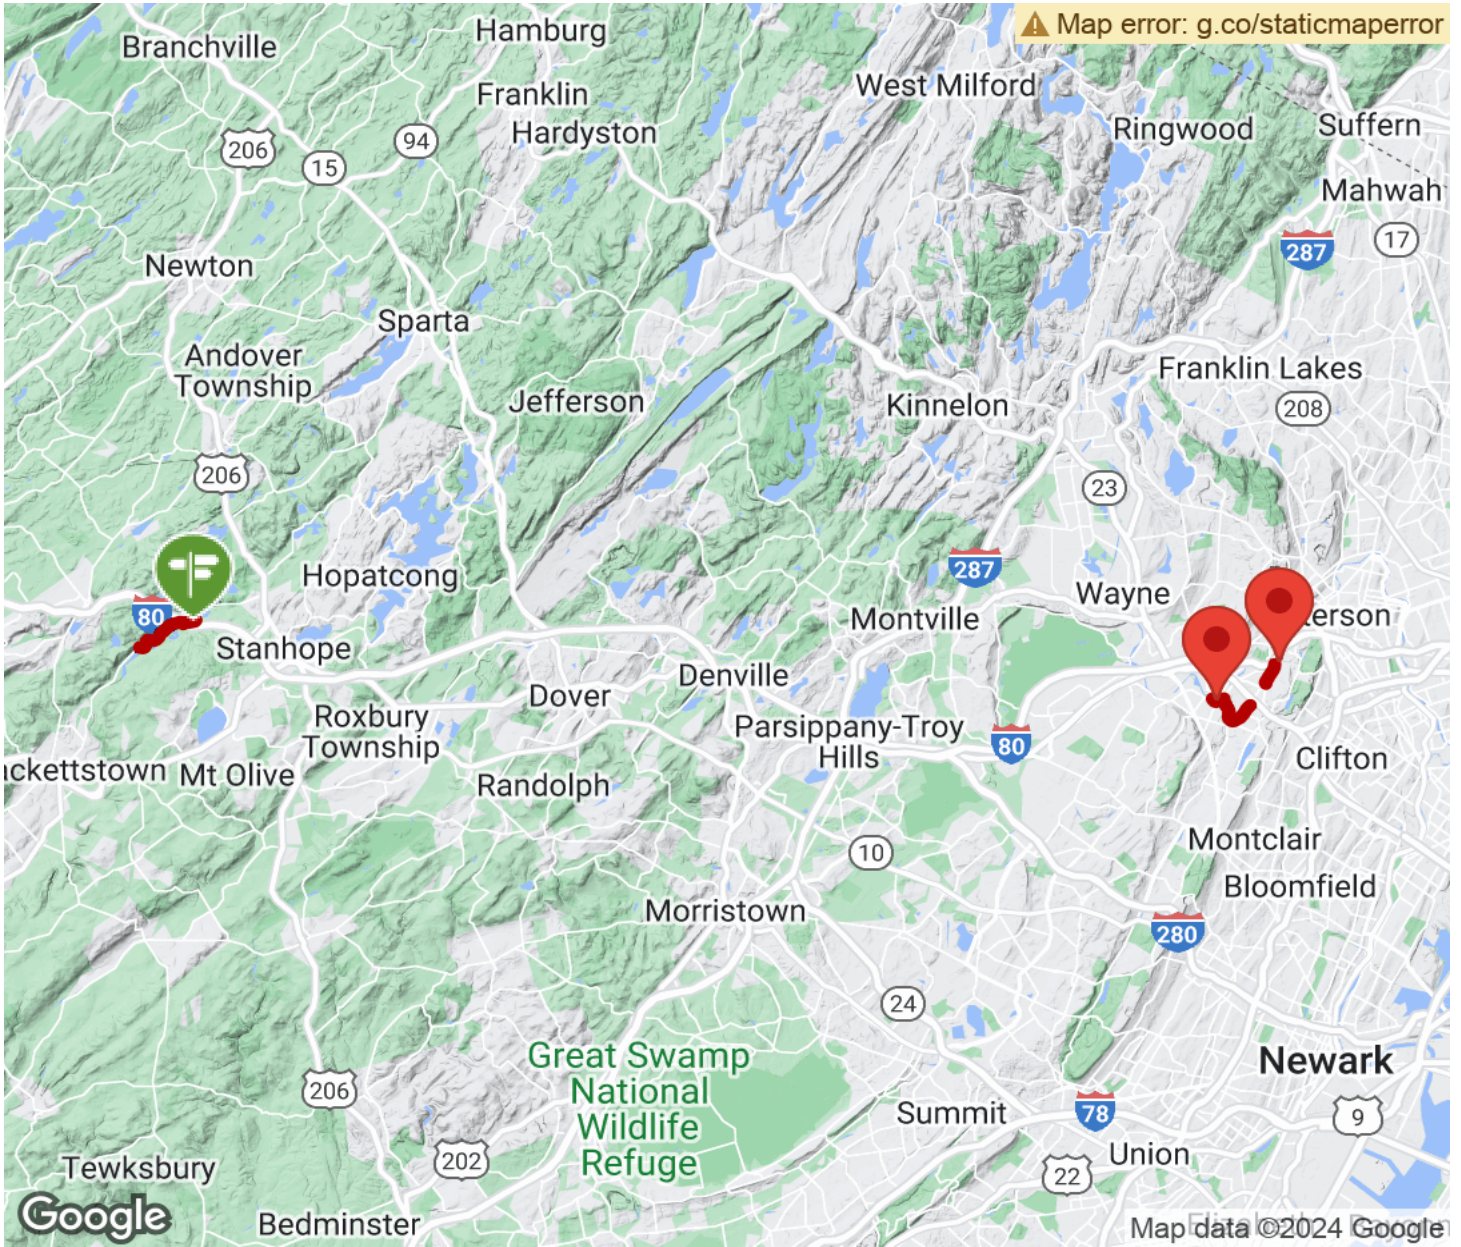 Branchville
Hamburg
Map error: g.co/staticmaperror
Franklin
West Milford
Hardyston
Ringwood
Suffern
206
94
15
Mahwah
17
287
Newton
Sparta
Andover
Township
Franklin Lakes
Jefferson
Kinnelon
208
206
23
287
Hopatcong
80
Wayne
Montville
terson
Stanhope
Denville
Dover
Roxbury
Township
Parsippany-Troy
Hills
80
Clifton
ackettstown
Mt Olive
Randolph
10
Montclair
Bloomfield
Morristown
280
24
Great Swamp
National
Wildlife
Refuge
Newark
206
Summit
78
9
202
Union
22
Tewksbury
Google
Bedminster
Map data ©2024 Google